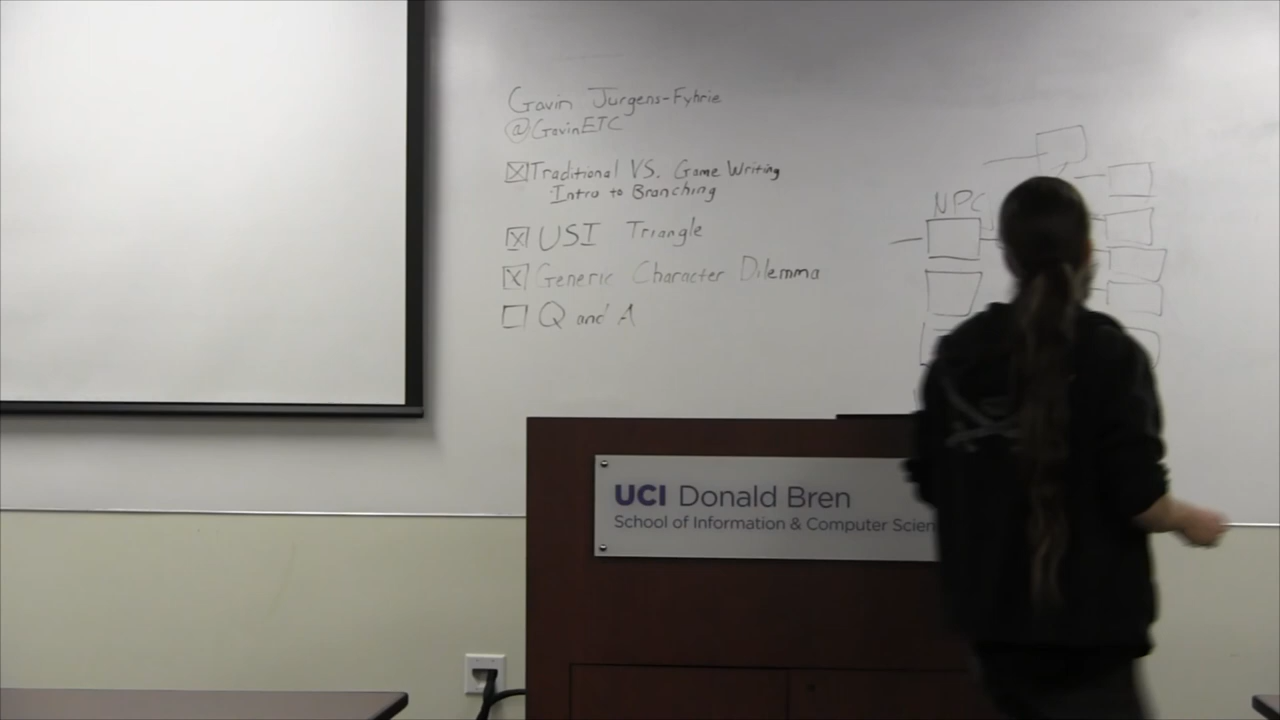 Gavin Jurgens-Fyhrie
@GavinETC
Traditional VS. Game Writing
Intro to Branching
USI Triangle
Generic Character Dilemma
Q and A
NPC
UCI Donald Bren
School of Information & Computer Scien